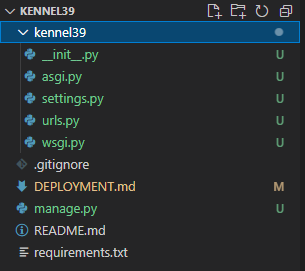 KENNEL39
kennel39
__init__.py U
asgi.py U
settings.py U
urls.py U
wsgi.py U
.gitignore
DEPLOYMENT.md M
manage.py U
README.md
requirements.txt